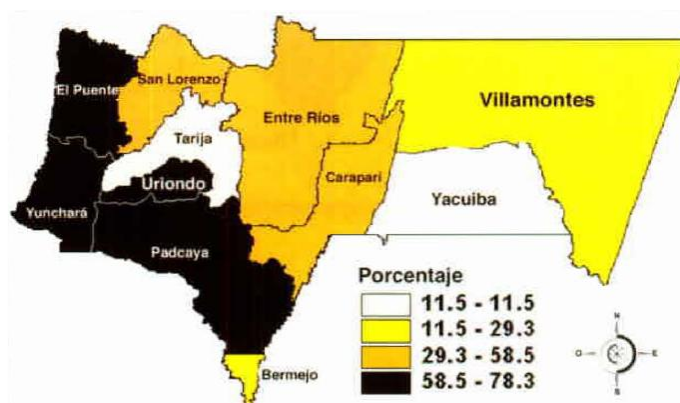 El Puente
San Lorenzo
Tarija
Entre Ríos
Villamontes
Uriondo
Carapari
Yacuiba
Yunchará
Padcaya
Bermejo
Porcentaje
11.5 - 11.5
11.5 - 29.3
29.3 - 58.5
58.5 - 78.3
N
O
E
S